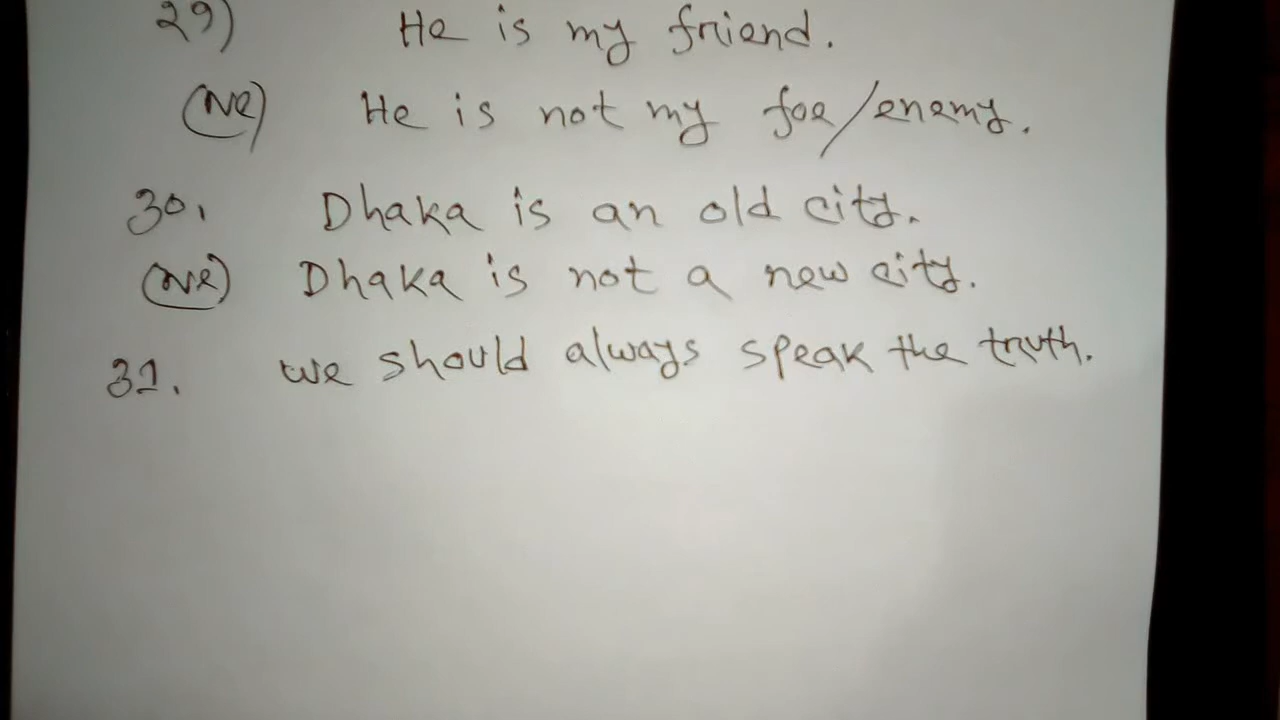 29) He is my friend.
(Ne) He is not my foe/enemy.
30. Dhaka is an old city.
(Ne) Dhaka is not a new city.
31. We should always speak the truth.